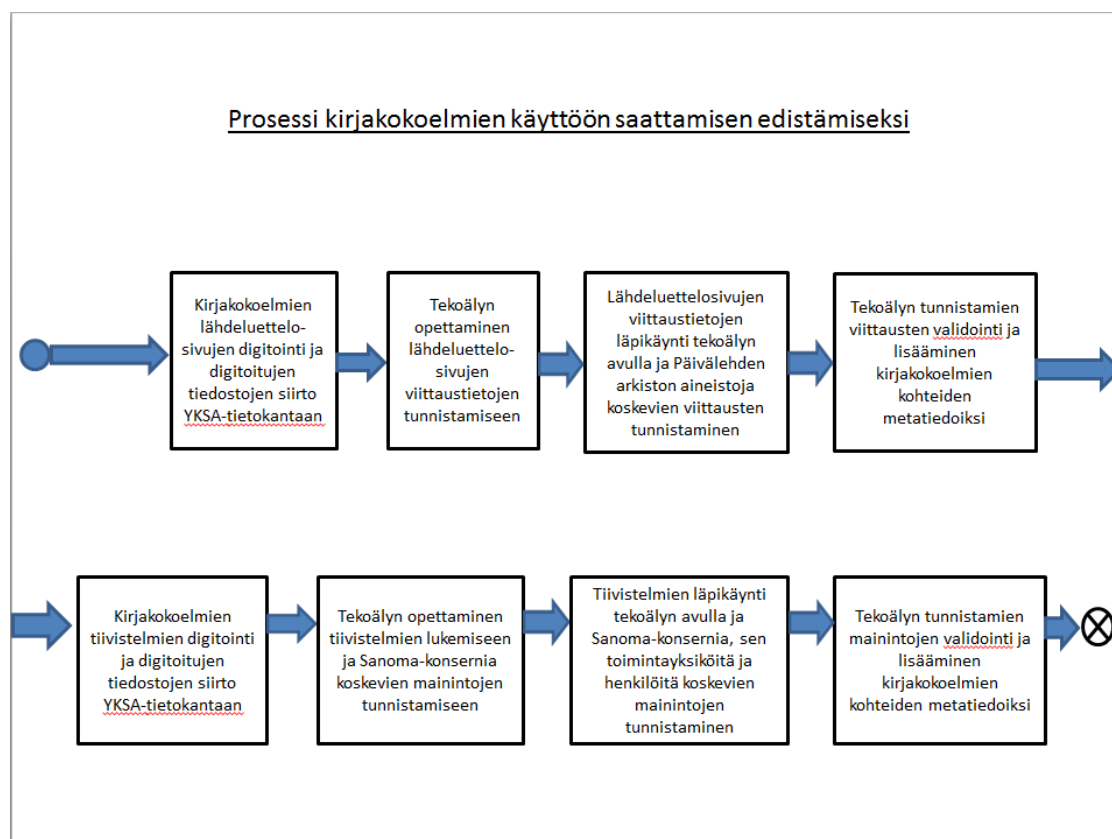 Prosessi kirjakokoelmien käyttöön saattamisen edistämiseksi
Kirjakokoelmien
lähdeluettelo-
sivujen digitointi ja
digitoitujen
tiedostojen siirto
YKSA-tietokantaan
Tekoälyn
opettaminen
lähdeluettelo-
sivujen
viittaustietojen
tunnistamiseen
Lähdeluettelosivujen
viittaustietojen
läpikäynti tekoälyn
avulla ja Päivälehden
arkiston aineistoja
koskevien viittausten
tunnistaminen
Tekoälyn tunnistamien
viittausten validointi ja
lisääminen
kirjakokoelmien
kohteiden
metatiedoiksi
Kirjakokoelmien
tiivistelmien digitointi
ja digitoitujen
tiedostojen siirto
YKSA-tietokantaan
Tekoälyn opettaminen
tiivistelmien lukemiseen
ja Sanoma-konsernia
koskevien mainintojen
tunnistamiseen
Tiivistelmien läpikäynti
tekoälyn avulla ja
Sanoma-konsernia, sen
toimintayksiköitä ja
henkilöitä koskevien
mainintojen
tunnistaminen
Tekoälyn tunnistamien
mainintojen validointi ja
lisääminen
kirjakokoelmien
kohteiden metatiedoiksi